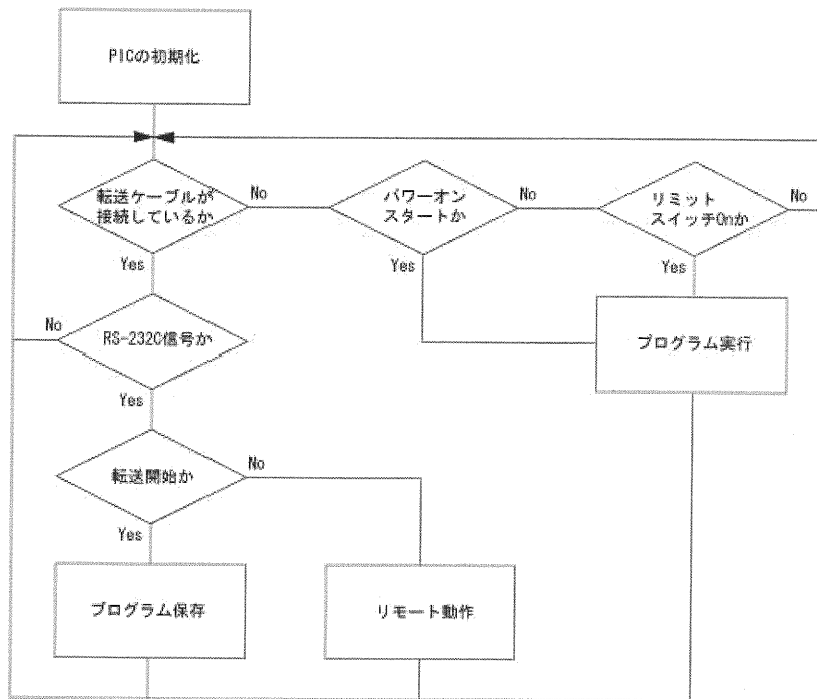 PICの初期化
転送ケーブルが
接続しているか
No
パワーオン
スタートか
No
リミット
スイッチOnか
No
Yes
Yes
Yes
No
RS-232C信号か
プログラム実行
Yes
転送開始か
No
Yes
プログラム保存
リモート動作